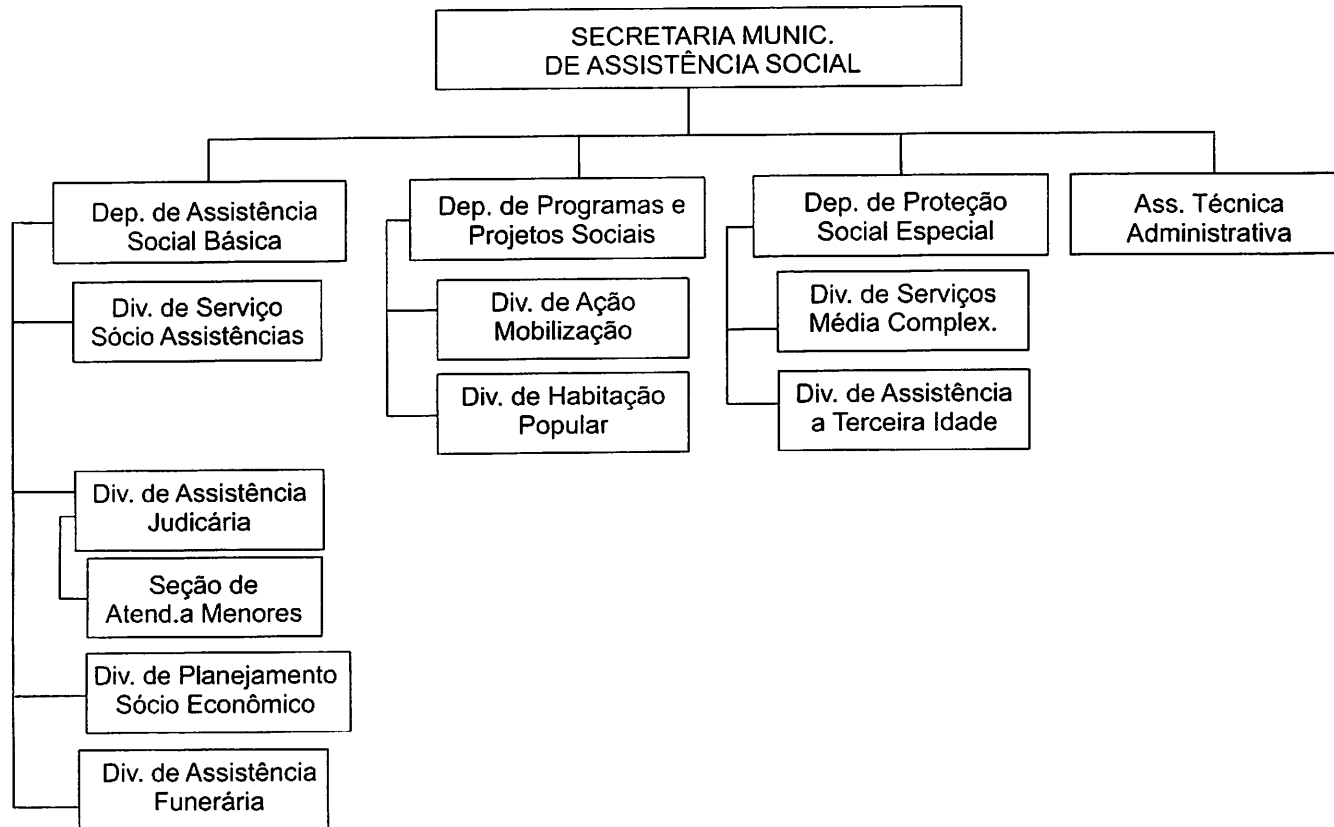 SECRETARIA MUNIC.
DE ASSISTÊNCIA SOCIAL
Dep. de Assistência
Social Básica
Div. de Serviço
Sócio Assistências
Div. de Assistência
Judicária
Seção de
Atend.a Menores
Div. de Planejamento
Sócio Econômico
Div. de Assistência
Funerária
Dep. de Programas e
Projetos Sociais
Div. de Ação
Mobilização
Div. de Habitação
Popular
Dep. de Proteção
Social Especial
Div. de Serviços
Média Complex.
Div. de Assistência
a Terceira Idade
Ass. Técnica
Administrativa